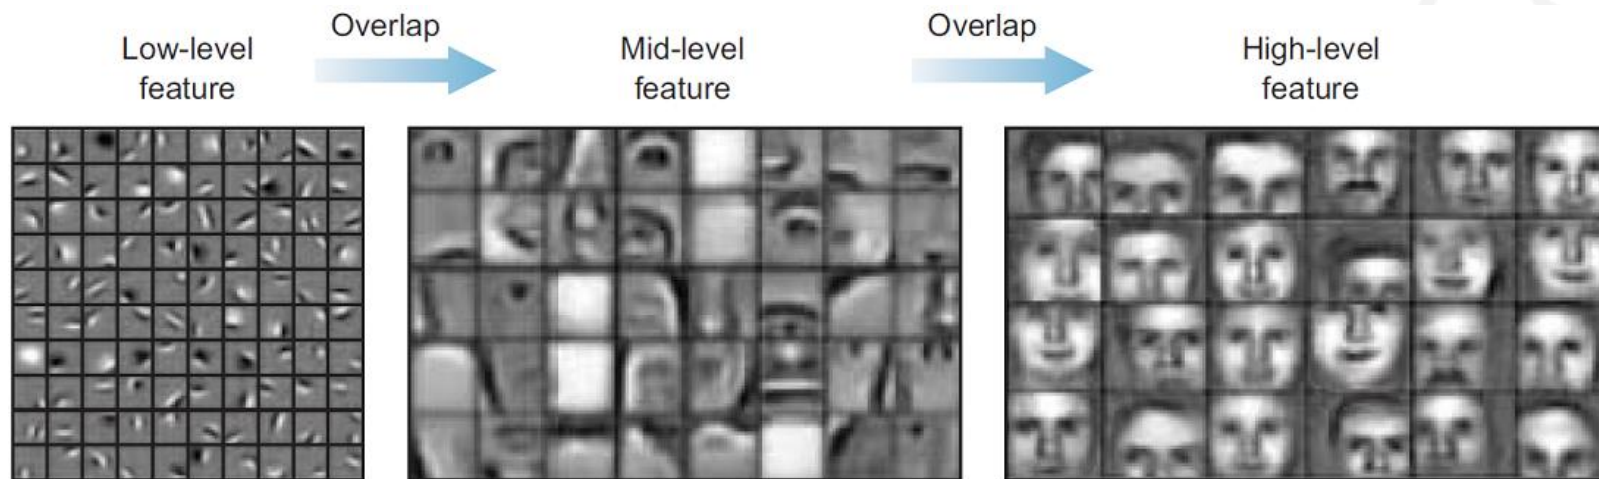 Low-level
feature
Overlap
Mid-level
feature
Overlap
High-level
feature